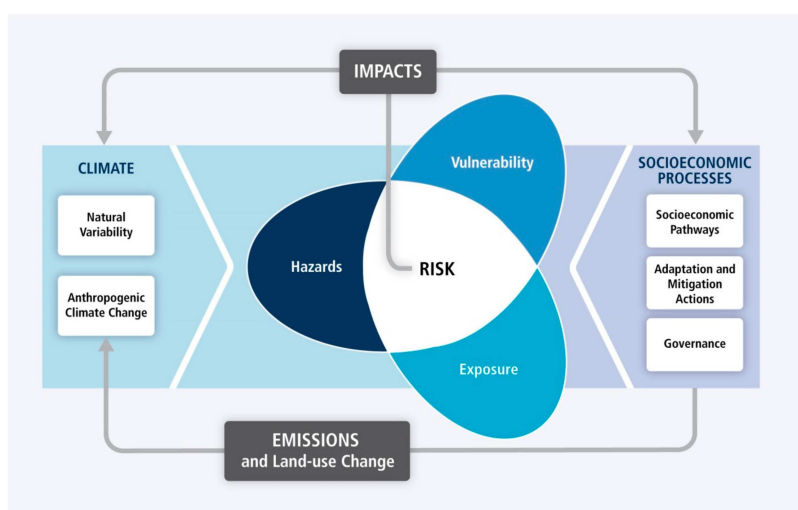 IMPACTS
CLIMATE
Natural
Variability
Anthropogenic
Climate Change
Vulnerability
Hazards
RISK
Exposure
SOCIOECONOMIC
PROCESSES
Socioeconomic
Pathways
Adaptation and
Mitigation
Actions
Governance
EMISSIONS
and Land-use Change